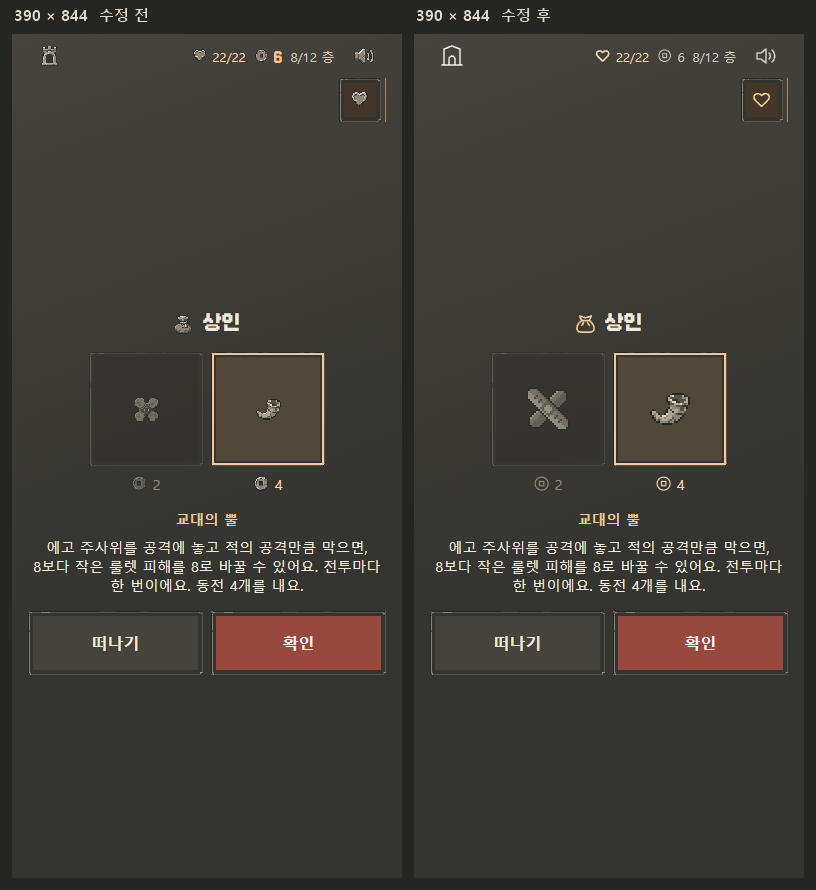 390 × 844 수정 전
22/22 6 8/12 층
상인
2
4
교대의 뿔
에고 주사위를 공격에 놓고 적의 공격만큼 막으면,
8보다 작은 룰렛 피해를 8로 바꿀 수 있어요. 전투마다
한 번이에요. 동전 4개를 내요.
떠나기
확인
390 × 844 수정 후
22/22 6 8/12 층
상인
2
4
교대의 뿔
에고 주사위를 공격에 놓고 적의 공격만큼 막으면,
8보다 작은 룰렛 피해를 8로 바꿀 수 있어요. 전투마다
한 번이에요. 동전 4개를 내요.
떠나기
확인